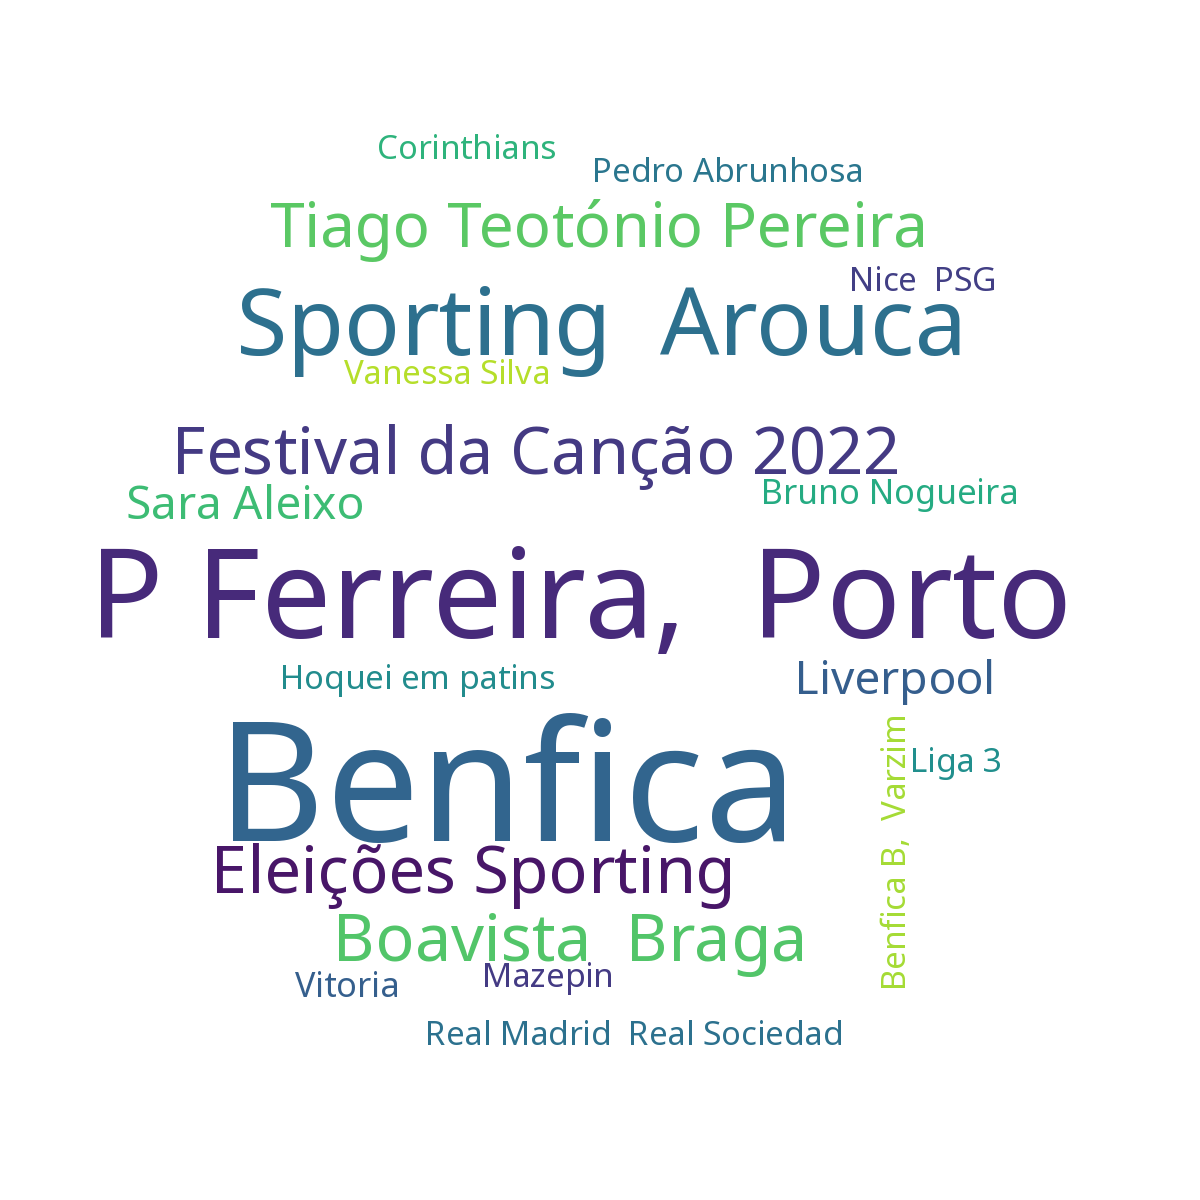 Corinthians
Pedro Abrunhosa
Tiago Teotónio Pereira
Nice PSG
Sporting Arouca
Vanessa Silva
Festival da Canção 2022
Sara Aleixo
Bruno Nogueira
P Ferreira, Porto
Hoquei em patins
Liverpool
Benfica
Liga 3
Benfica B, Varzim
Eleições Sporting
Boavista Braga
Vitoria
Mazepin
Real Madrid Real Sociedad